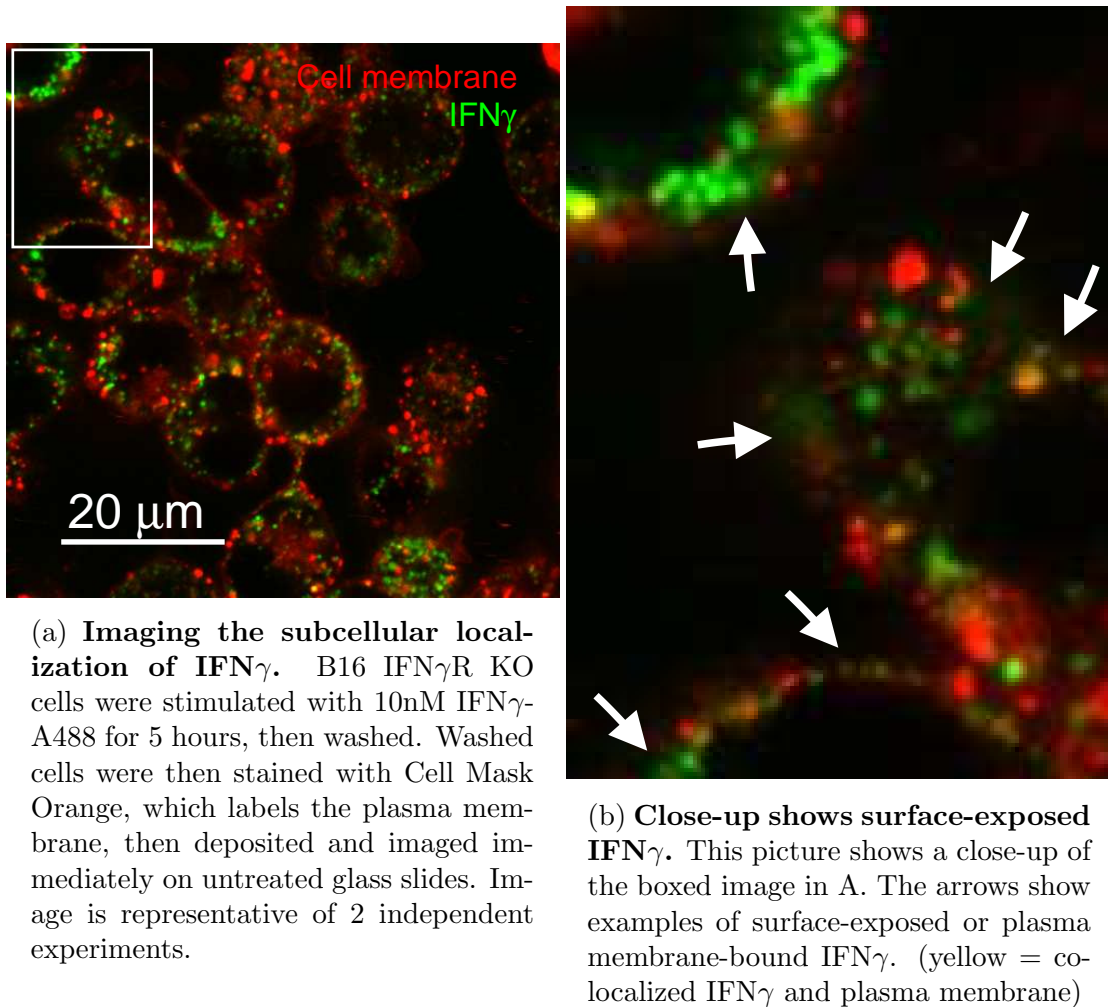 Cell membrane
IFNγ
20 μm
(a) Imaging the subcellular local-
ization of IFNγ. B16 IFNγR KO
cells were stimulated with 10nM IFNγ-
A488 for 5 hours, then washed. Washed
cells were then stained with Cell Mask
Orange, which labels the plasma mem-
brane, then deposited and imaged im-
mediately on untreated glass slides. Im-
age is representative of 2 independent
experiments.
(b) Close-up shows surface-exposed
IFNγ. This picture shows a close-up of
the boxed image in A. The arrows show
examples of surface-exposed or plasma
membrane-bound IFNγ. (yellow = co-
localized IFNγ and plasma membrane)